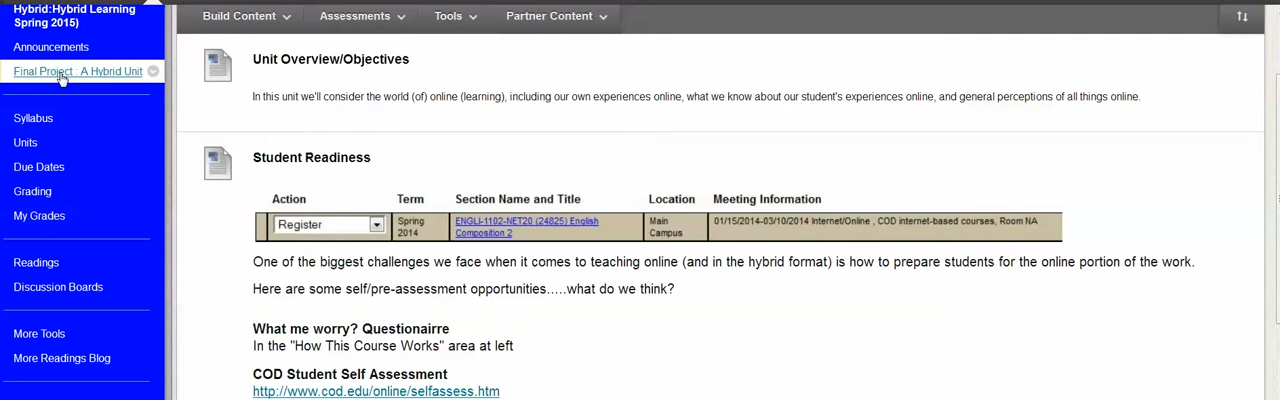 Hybrid:Hybrid Learning
Spring 2015)
Announcements
Final Project : A Hybrid Unit
Syllabus
Units
Due Dates
Grading
My Grades
Readings
Discussion Boards
More Tools
More Readings Blog
Build Content Assessments Tools Partner Content
Unit Overview/Objectives
In this unit we'll consider the world (of) online (learning), including our own experiences online, what we know about our student's experiences online, and general perceptions of all things online.
Student Readiness
Action Term Section Name and Title Location Meeting Information
Register Spring 2014 ENGLI-1102-NET20 (24825) English Composition 2 Main Campus 01/15/2014-03/10/2014 Internet/Online , COD internet-based courses, Room NA
One of the biggest challenges we face when it comes to teaching online (and in the hybrid format) is how to prepare students for the online portion of the work.
Here are some self/pre-assessment opportunities.....what do we think?
What me worry? Questionairre
In the "How This Course Works" area at left
COD Student Self Assessment
http://www.cod.edu/online/selfassess.htm